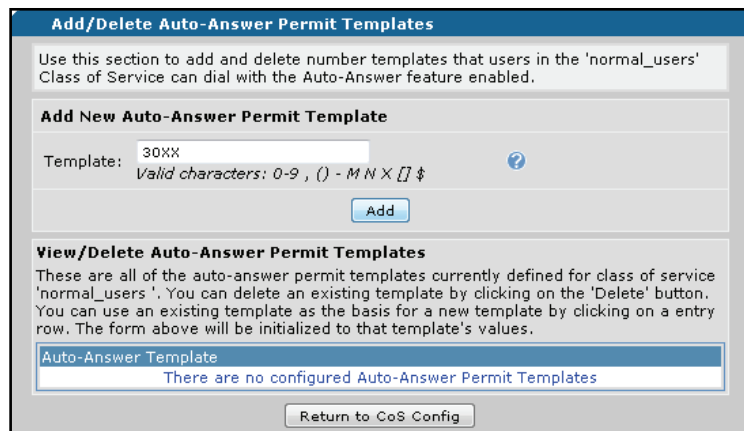 Add/Delete Auto-Answer Permit Templates
Use this section to add and delete number templates that users in the 'normal_users'
Class of Service can dial with the Auto-Answer feature enabled.
Add New Auto-Answer Permit Template
Template: 30XX
?
Valid characters: 0-9 , () - M N X [] $
Add
View/Delete Auto-Answer Permit Templates
These are all of the auto-answer permit templates currently defined for class of service
'normal_users '. You can delete an existing template by clicking on the 'Delete' button.
You can use an existing template as the basis for a new template by clicking on a entry
row. The form above will be initialized to that template's values.
Auto-Answer Template
There are no configured Auto-Answer Permit Templates
Return to CoS Config